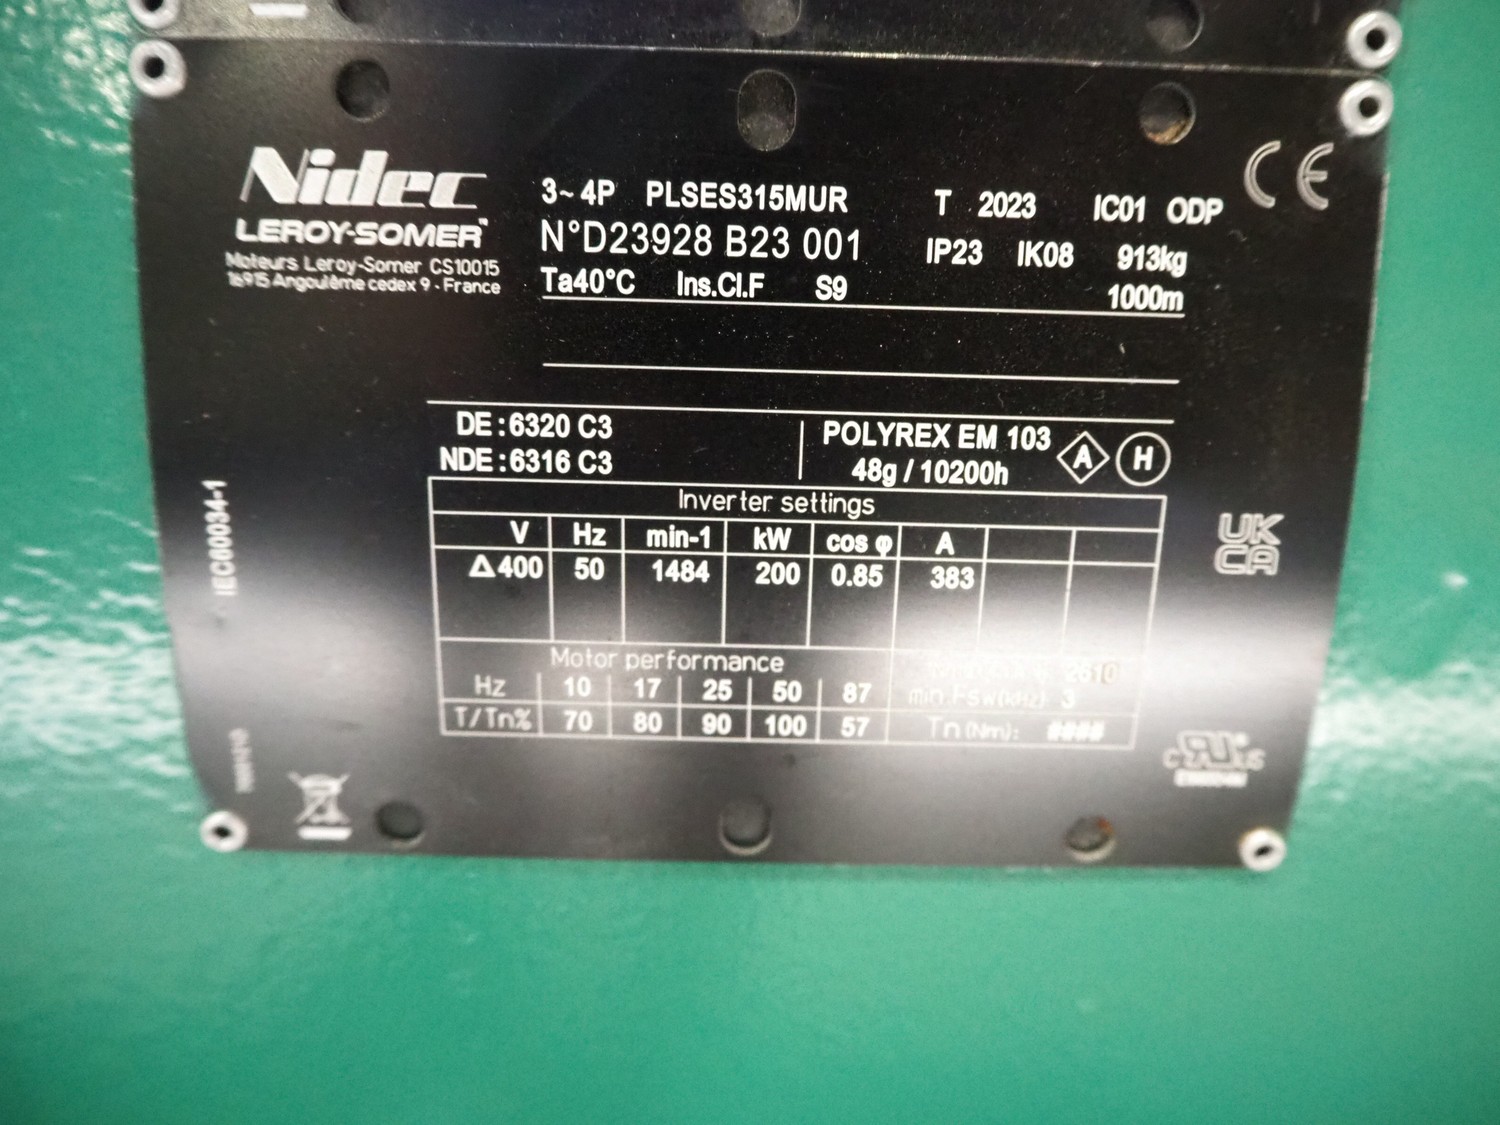 Nidec
LEROY-SOMER™
Moteurs Leroy-Somer CS10015
16915 Angoulême cedex 9 - France
3~ 4P PLSES315MUR T 2023 IC01 ODP
N°D23928 B23 001 IP23 IK08 913kg
Ta40°C Ins.Cl.F S9 1000m
CE
DE : 6320 C3
NDE : 6316 C3
POLYREX EM 103
48g / 10200h
A H
IEC60034-1
Inverter settings
V Hz min-1 kW cos φ A
Δ400 50 1484 200 0.85 383
UK
CA
Motor performance
2610
Hz 10 17 25 50 87 min.Fsw(kHz) 3
T/Tn% 70 80 90 100 57 Tn (Nm): ####